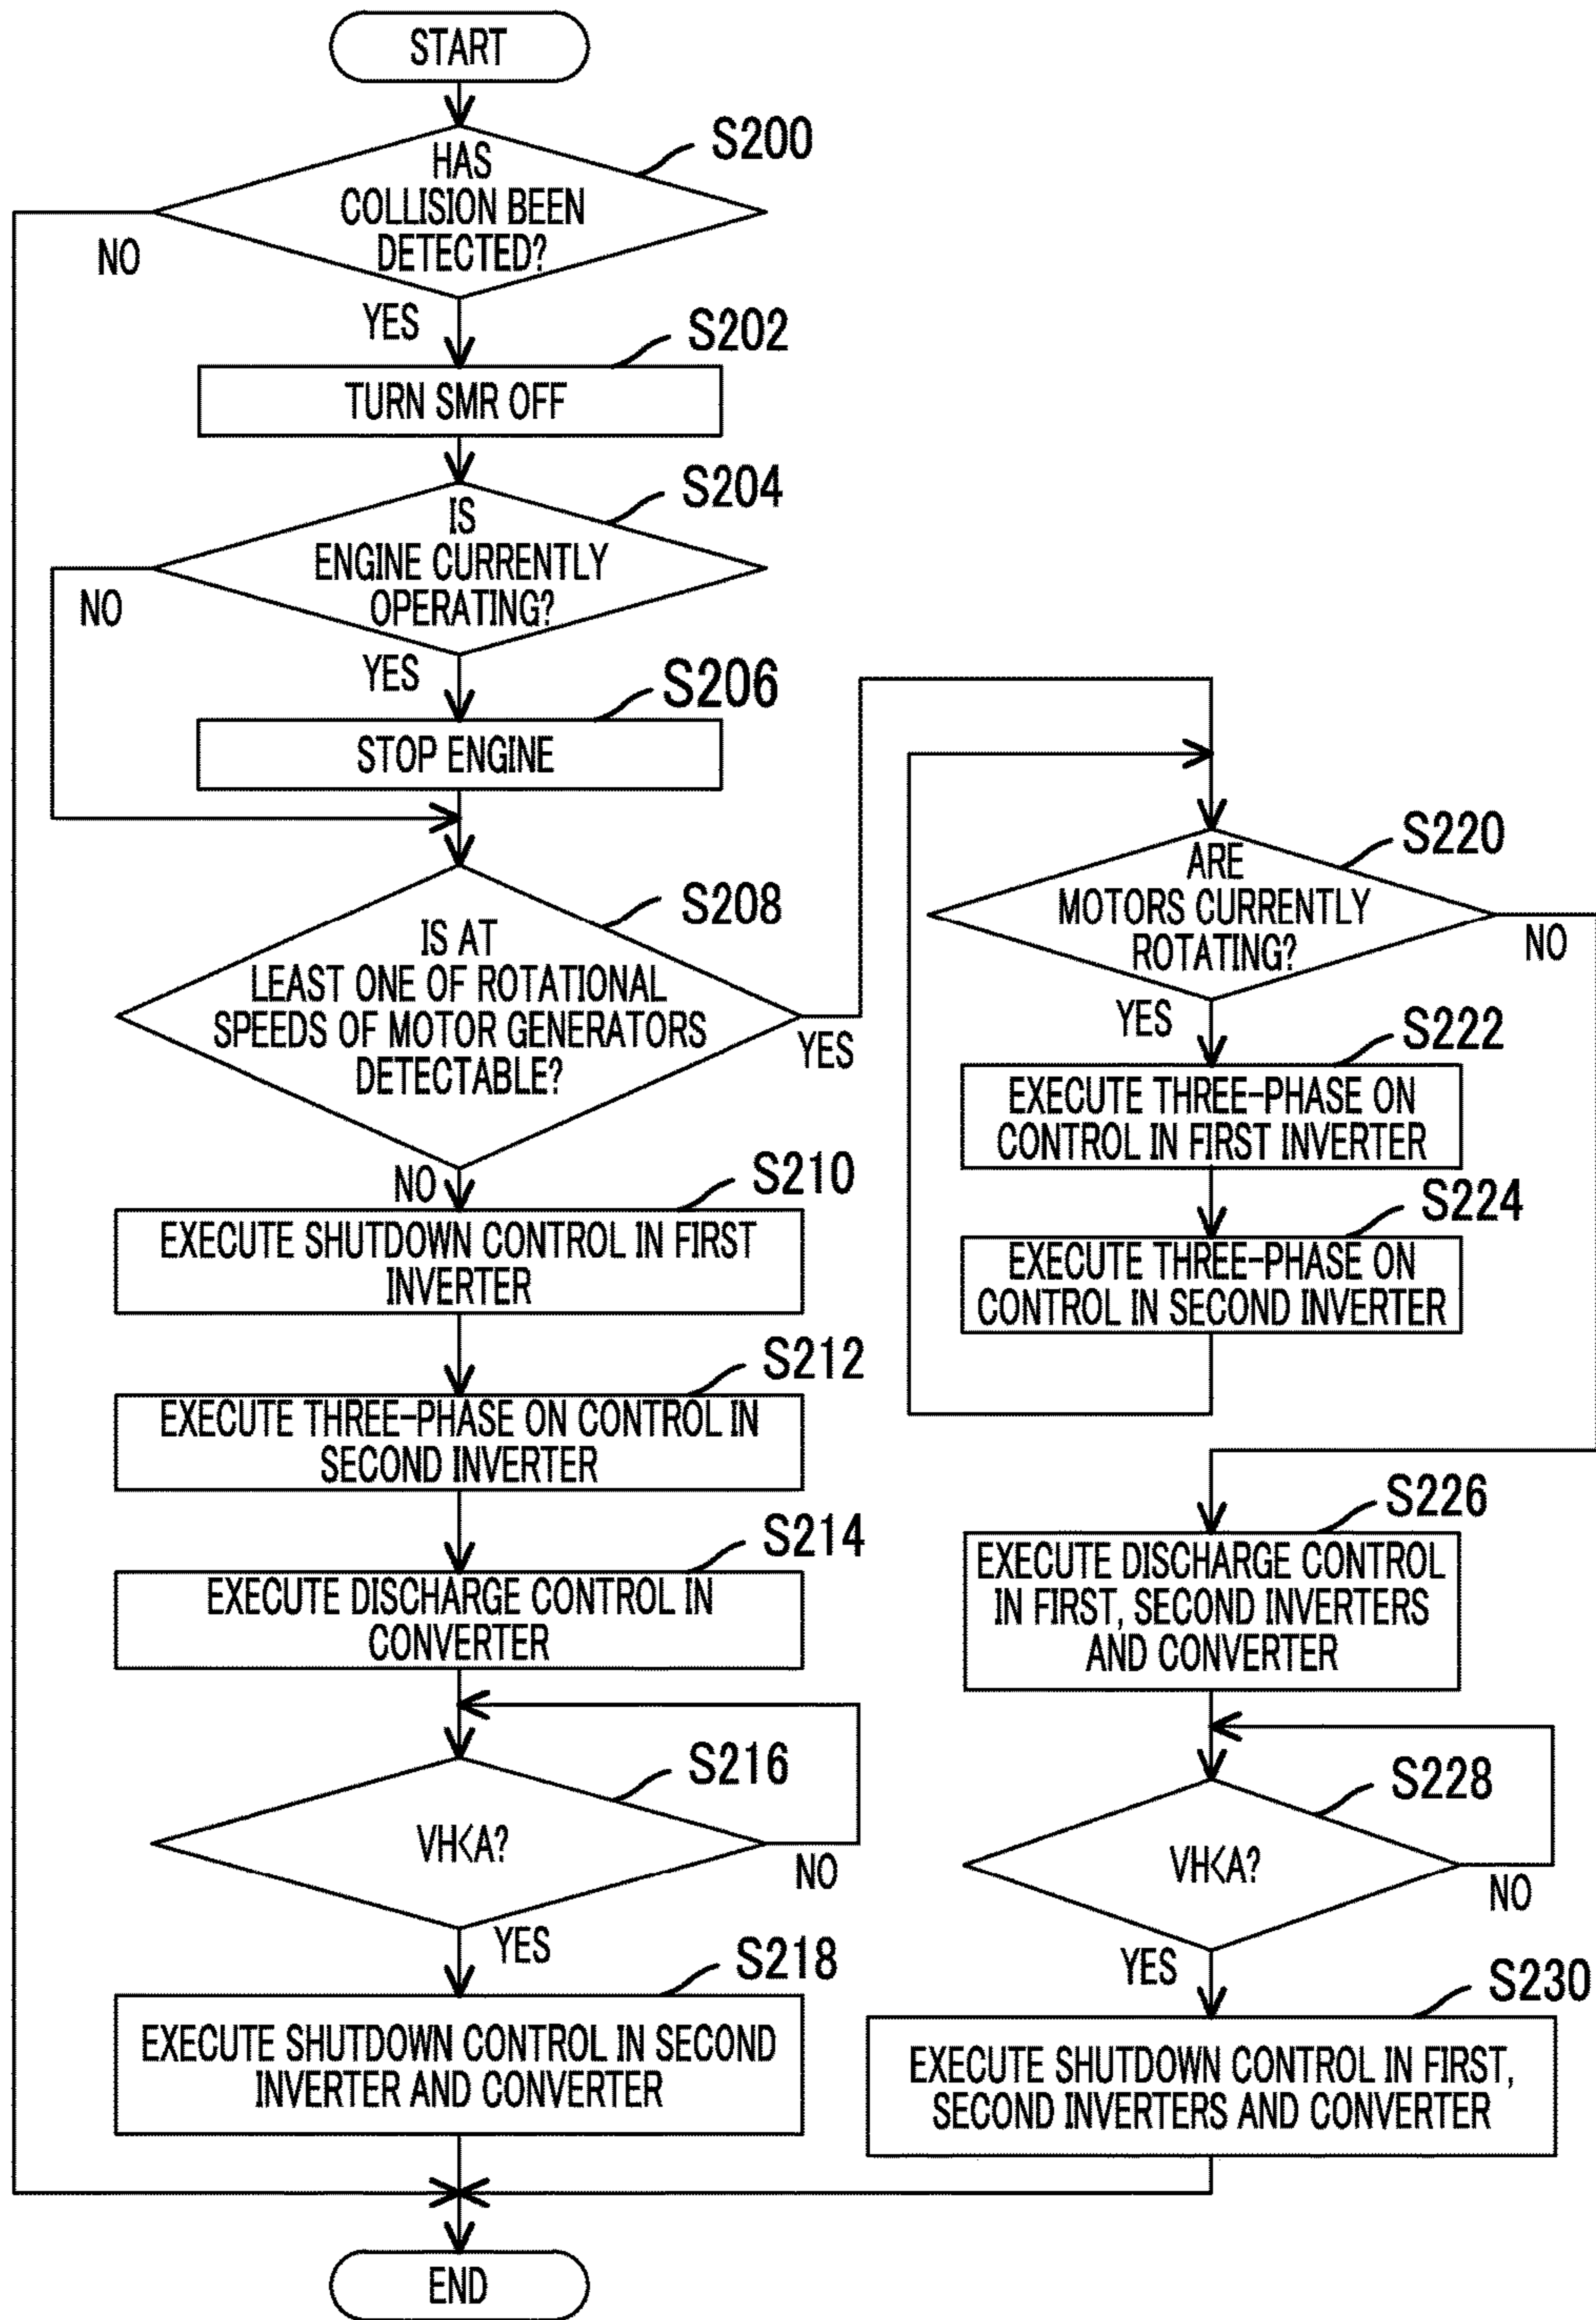 START
S200
HAS
COLLISION BEEN
DETECTED?
NO
YES
S202
TURN SMR OFF
S204
IS
ENGINE CURRENTLY
OPERATING?
NO
YES
S206
STOP ENGINE
S208
IS AT
LEAST ONE OF ROTATIONAL
SPEEDS OF MOTOR GENERATORS
DETECTABLE?
YES
NO
S210
EXECUTE SHUTDOWN CONTROL IN FIRST
INVERTER
S212
EXECUTE THREE-PHASE ON CONTROL IN
SECOND INVERTER
S214
EXECUTE DISCHARGE CONTROL IN
CONVERTER
S216
VH<A?
NO
YES
S218
EXECUTE SHUTDOWN CONTROL IN SECOND
INVERTER AND CONVERTER
S220
ARE
MOTORS CURRENTLY
ROTATING?
NO
YES
S222
EXECUTE THREE-PHASE ON
CONTROL IN FIRST INVERTER
S224
EXECUTE THREE-PHASE ON
CONTROL IN SECOND INVERTER
S226
EXECUTE DISCHARGE CONTROL
IN FIRST, SECOND INVERTERS
AND CONVERTER
S228
VH<A?
NO
YES
S230
EXECUTE SHUTDOWN CONTROL IN FIRST,
SECOND INVERTERS AND CONVERTER
END